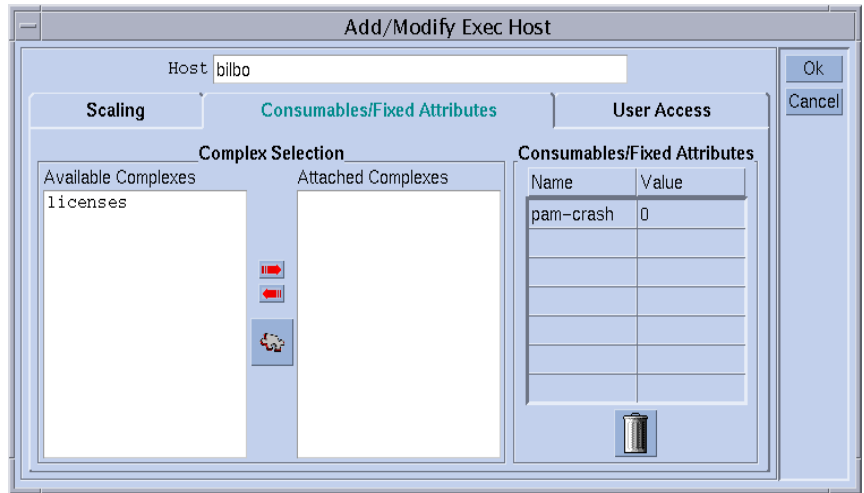 Add/Modify Exec Host
Host bilbo
Ok
Cancel
Scaling
Consumables/Fixed Attributes
User Access
Complex Selection
Available Complexes
Attached Complexes
licenses
Consumables/Fixed Attributes
Name Value
pam-crash 0